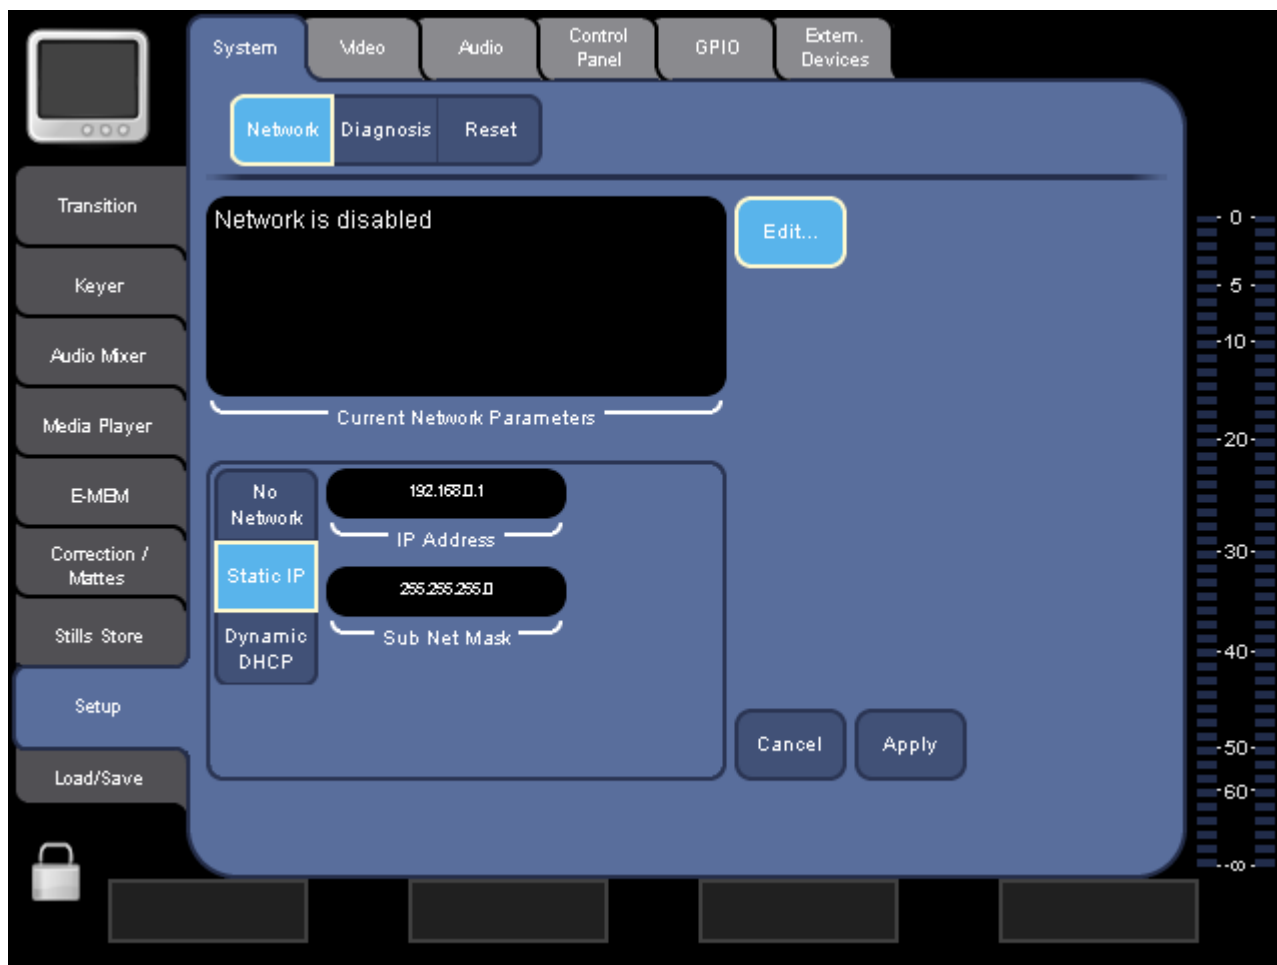 System
Video
Audio
Control
Panel
GPIO
Extern.
Devices
Network
Diagnosis
Reset
Transition
Keyer
Audio Mixer
Media Player
E-MEM
Correction /
Mattes
Stills Store
Setup
Load/Save
Network is disabled
Edit...
Current Network Parameters
No
Network
Static IP
Dynamic
DHCP
192.168.0.1
IP Address
255.255.255.0
Sub Net Mask
Cancel
Apply
- 0 -
- 5 -
-10-
-20-
-30-
-40-
-50-
-60-
--∞-